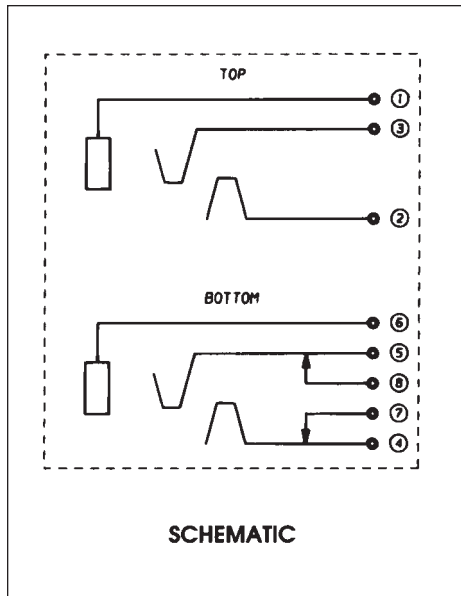 TOP
①
③
②
BOTTOM
⑥
⑤
⑧
⑦
④
SCHEMATIC